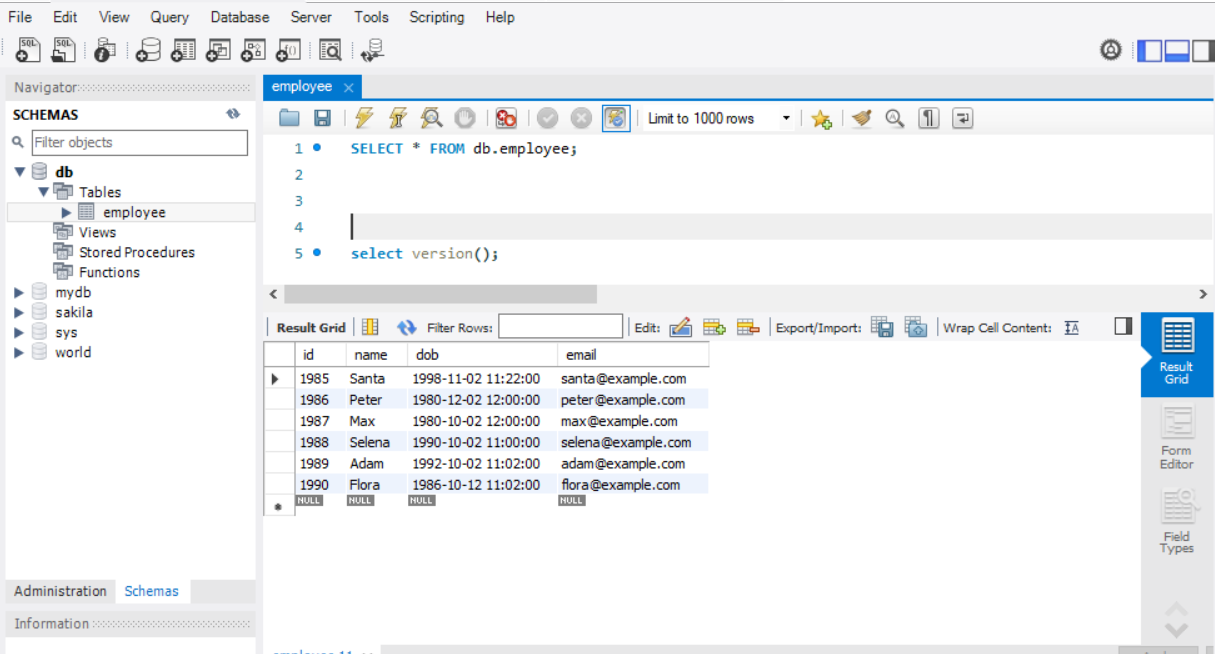 File Edit View Query Database Server Tools Scripting Help
SQL SQL
Navigator
SCHEMAS
Filter objects
db
Tables
employee
Views
Stored Procedures
Functions
mydb
sakila
sys
world
Administration Schemas
Information
employee
Limit to 1000 rows
1 SELECT * FROM db.employee;
2
3
4
5 select version();
Result Grid Filter Rows: Edit: Export/Import: Wrap Cell Content: IA
id name dob email
1985 Santa 1998-11-02 11:22:00 santa@example.com
1986 Peter 1980-12-02 12:00:00 peter@example.com
1987 Max 1980-10-02 12:00:00 max@example.com
1988 Selena 1990-10-02 11:00:00 selena@example.com
1989 Adam 1992-10-02 11:02:00 adam@example.com
1990 Flora 1986-10-12 11:02:00 flora@example.com
NULL NULL NULL NULL
Result
Grid
Form
Editor
Field
Types